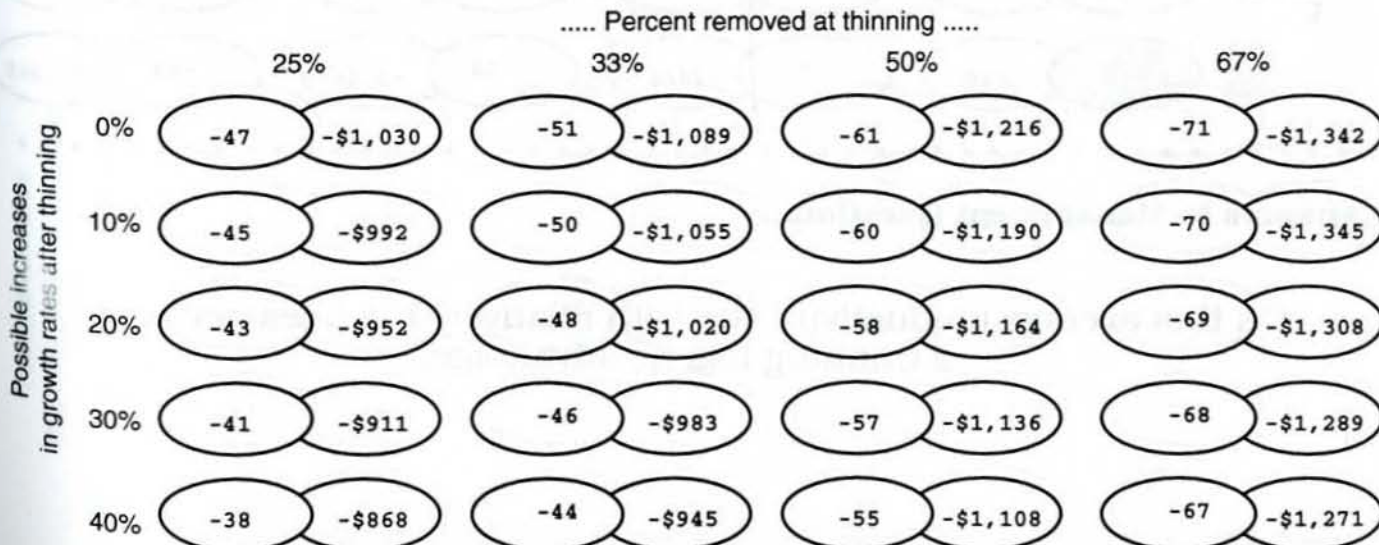 ..... Percent removed at thinning .....
25% 33% 50% 67%
Possible increases
in growth rates after thinning
0% -47 -$1,030 -51 -$1,089 -61 -$1,216 -71 -$1,342
10% -45 -$992 -50 -$1,055 -60 -$1,190 -70 -$1,345
20% -43 -$952 -48 -$1,020 -58 -$1,164 -69 -$1,308
30% -41 -$911 -46 -$983 -57 -$1,136 -68 -$1,289
40% -38 -$868 -44 -$945 -55 -$1,108 -67 -$1,271